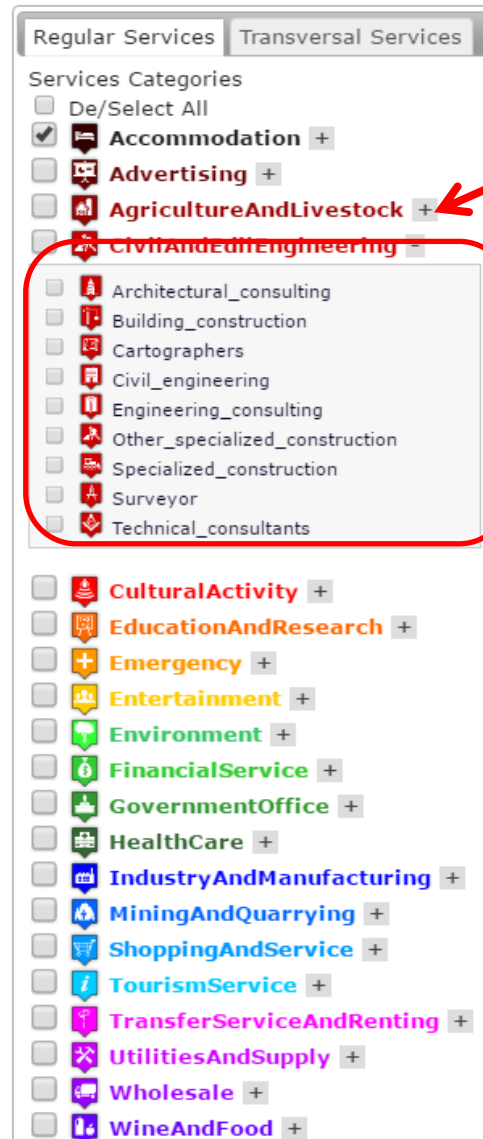 Regular Services Transversal Services
Services Categories
De/Select All
Accommodation +
Advertising +
AgricultureAndLivestock +
CivilAndEdilEngineering -
Architectural_consulting
Building_construction
Cartographers
Civil_engineering
Engineering_consulting
Other_specialized_construction
Specialized_construction
Surveyor
Technical_consultants
CulturalActivity +
EducationAndResearch +
Emergency +
Entertainment +
Environment +
FinancialService +
GovernmentOffice +
HealthCare +
IndustryAndManufacturing +
MiningAndQuarrying +
ShoppingAndService +
TourismService +
TransferServiceAndRenting +
UtilitiesAndSupply +
Wholesale +
WineAndFood +